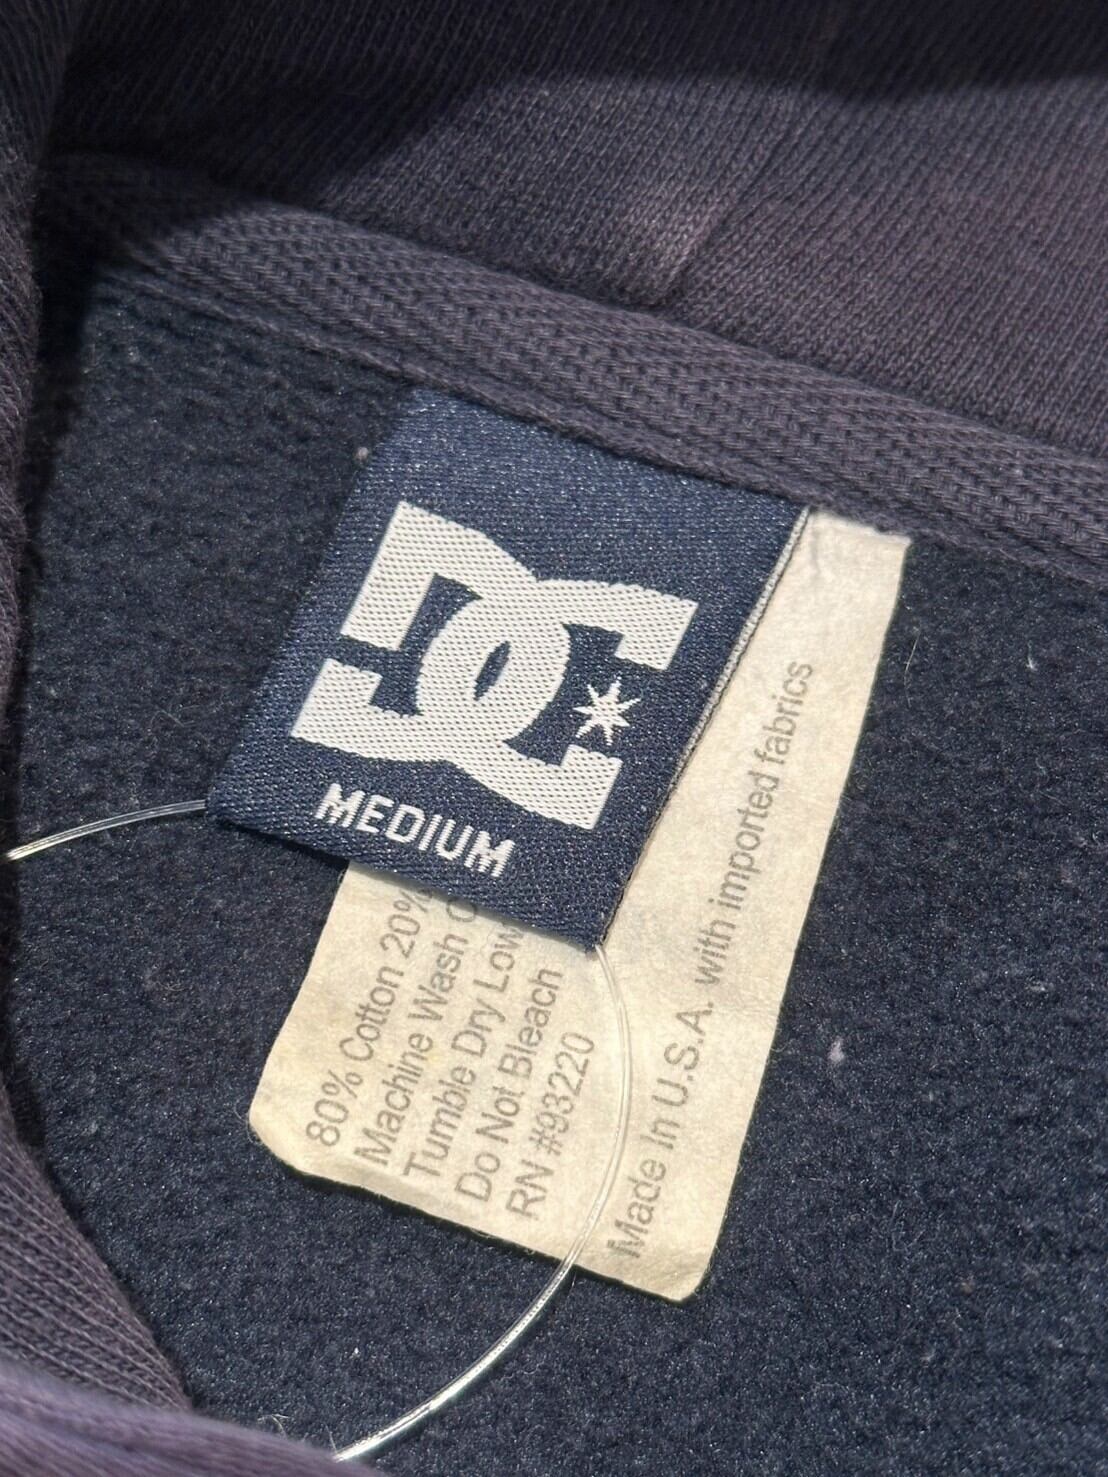 DC
MEDIUM
80% Cotton 20%
Machine Wash C
Tumble Dry Low
Do Not Bleach
RN #93220
Made In U.S.A. with imported fabrics